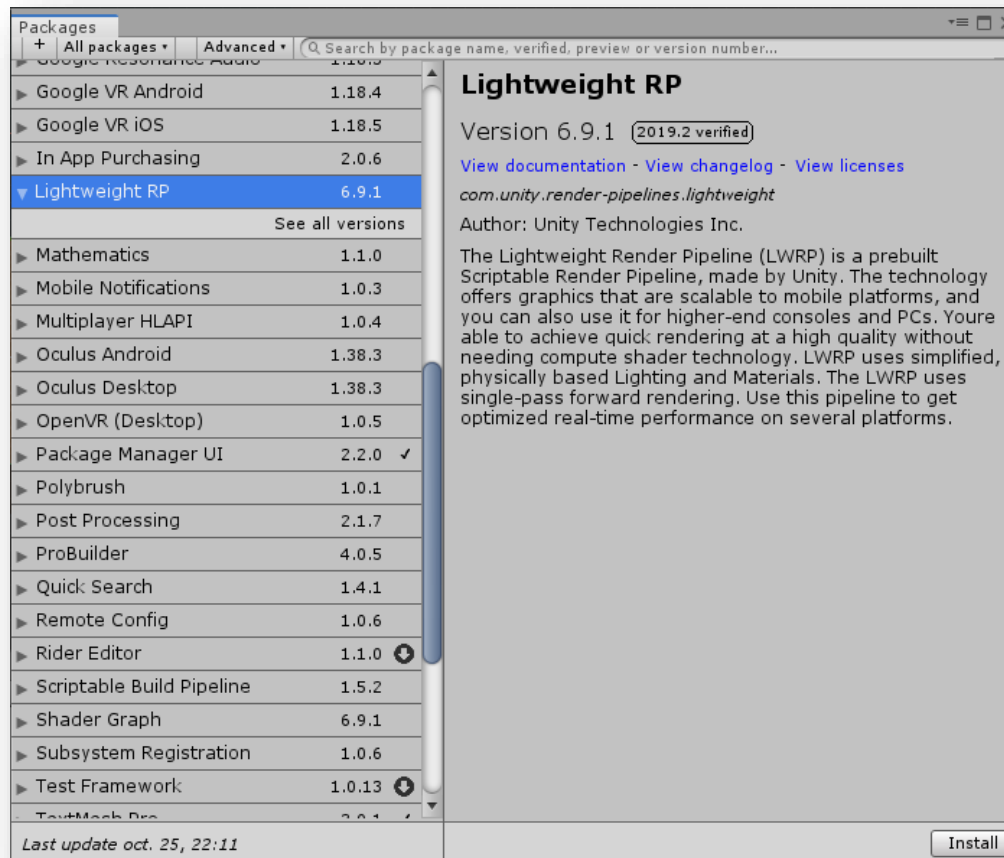 Packages
+ All packages Advanced Search by package name, verified, preview or version number...
Google Resonance Audio
Google VR Android 1.18.4
Google VR iOS 1.18.5
In App Purchasing 2.0.6
Lightweight RP 6.9.1
See all versions
Mathematics 1.1.0
Mobile Notifications 1.0.3
Multiplayer HLAPI 1.0.4
Oculus Android 1.38.3
Oculus Desktop 1.38.3
OpenVR (Desktop) 1.0.5
Package Manager UI 2.2.0 ✓
Polybrush 1.0.1
Post Processing 2.1.7
ProBuilder 4.0.5
Quick Search 1.4.1
Remote Config 1.0.6
Rider Editor 1.1.0
Scriptable Build Pipeline 1.5.2
Shader Graph 6.9.1
Subsystem Registration 1.0.6
Test Framework 1.0.13
TextMesh Pro
Last update oct. 25, 22:11
Lightweight RP
Version 6.9.1 2019.2 verified
View documentation - View changelog - View licenses
com.unity.render-pipelines.lightweight
Author: Unity Technologies Inc.
The Lightweight Render Pipeline (LWRP) is a prebuilt
Scriptable Render Pipeline, made by Unity. The technology
offers graphics that are scalable to mobile platforms, and
you can also use it for higher-end consoles and PCs. Youre
able to achieve quick rendering at a high quality without
needing compute shader technology. LWRP uses simplified,
physically based Lighting and Materials. The LWRP uses
single-pass forward rendering. Use this pipeline to get
optimized real-time performance on several platforms.
Install